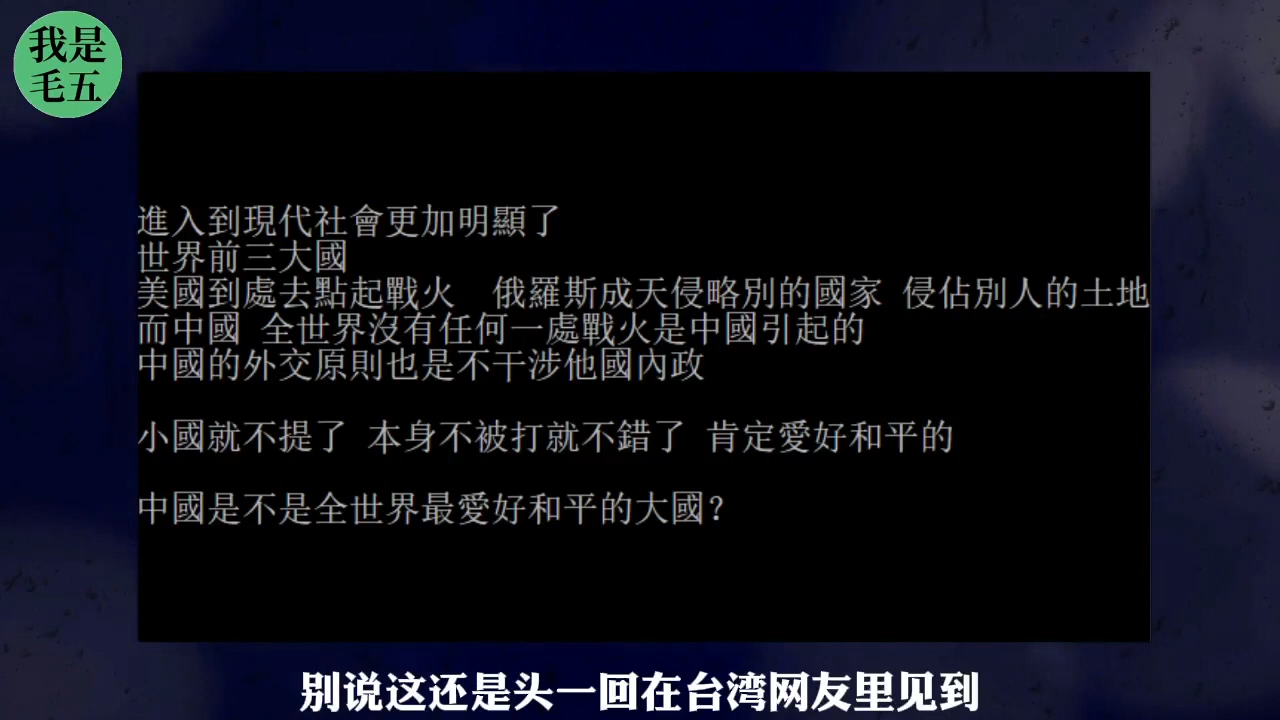 我是
毛五
進入到現代社會更加明顯了
世界前三大國
美國到處去點起戰火 俄羅斯成天侵略別的國家 侵佔別人的土地
而中國 全世界沒有任何一處戰火是中國引起的
中國的外交原則也是不干涉他國內政
小國就不提了 本身不被打就不錯了 肯定愛好和平的
中國是不是全世界最愛好和平的大國？
别说这还是头一回在台湾网友里见到